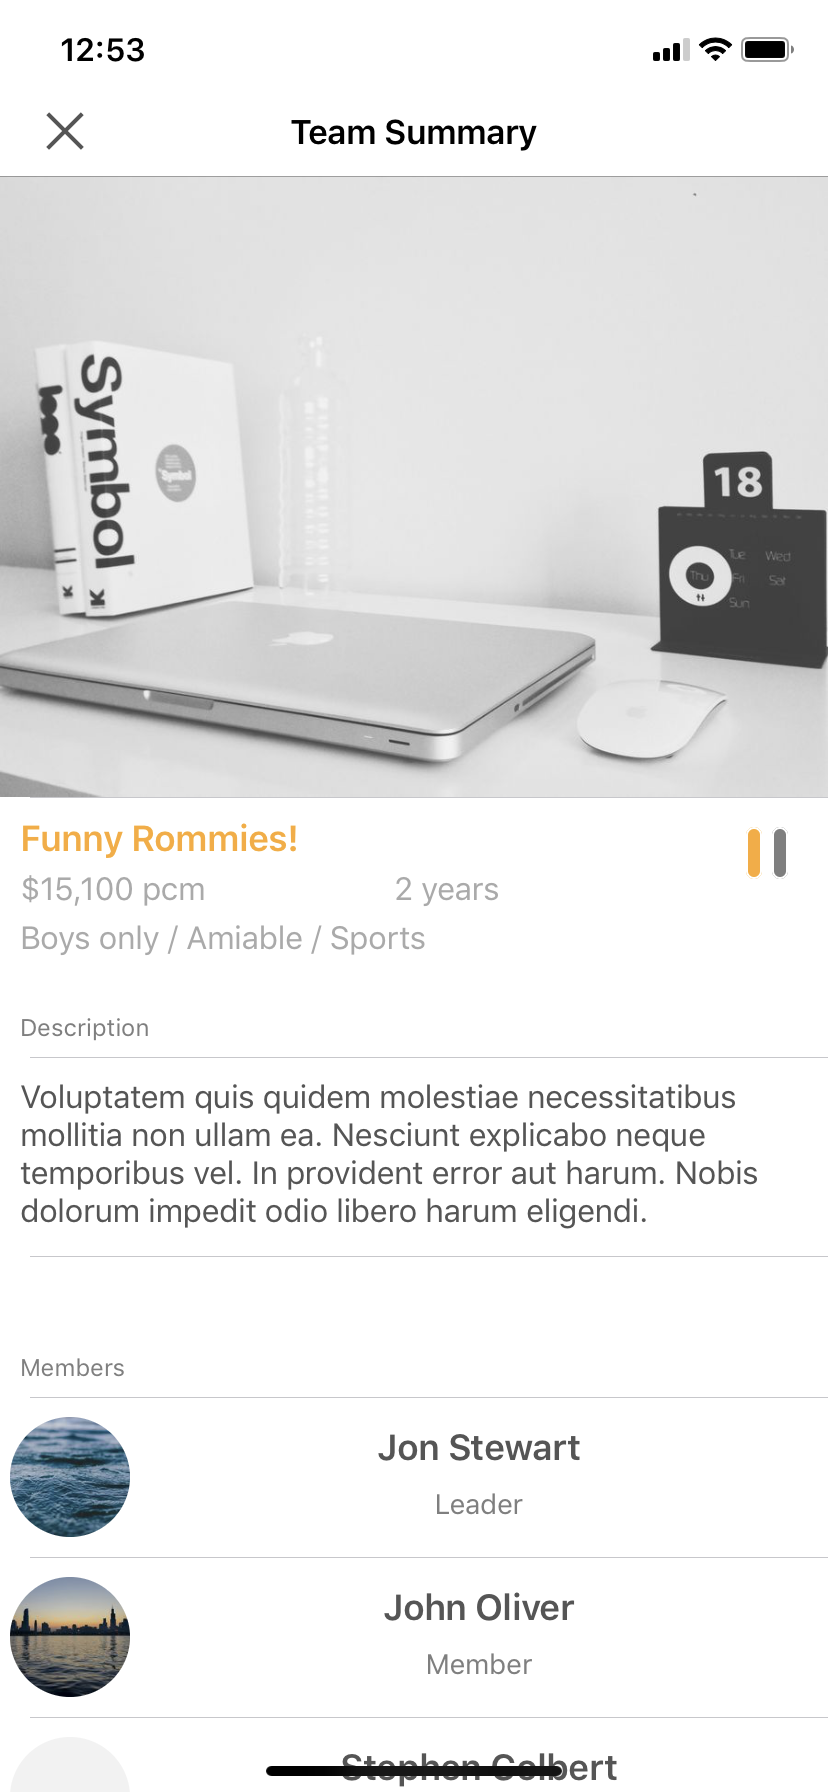 12:53
Team Summary
Symbol
logo
Symbol
18
Tue Wed
Thu Fri Sat
Sun
Funny Rommies!
$15,100 pcm 2 years
Boys only / Amiable / Sports
Description
Voluptatem quis quidem molestiae necessitatibus
mollitia non ullam ea. Nesciunt explicabo neque
temporibus vel. In provident error aut harum. Nobis
dolorum impedit odio libero harum eligendi.
Members
Jon Stewart
Leader
John Oliver
Member
Stephen Colbert